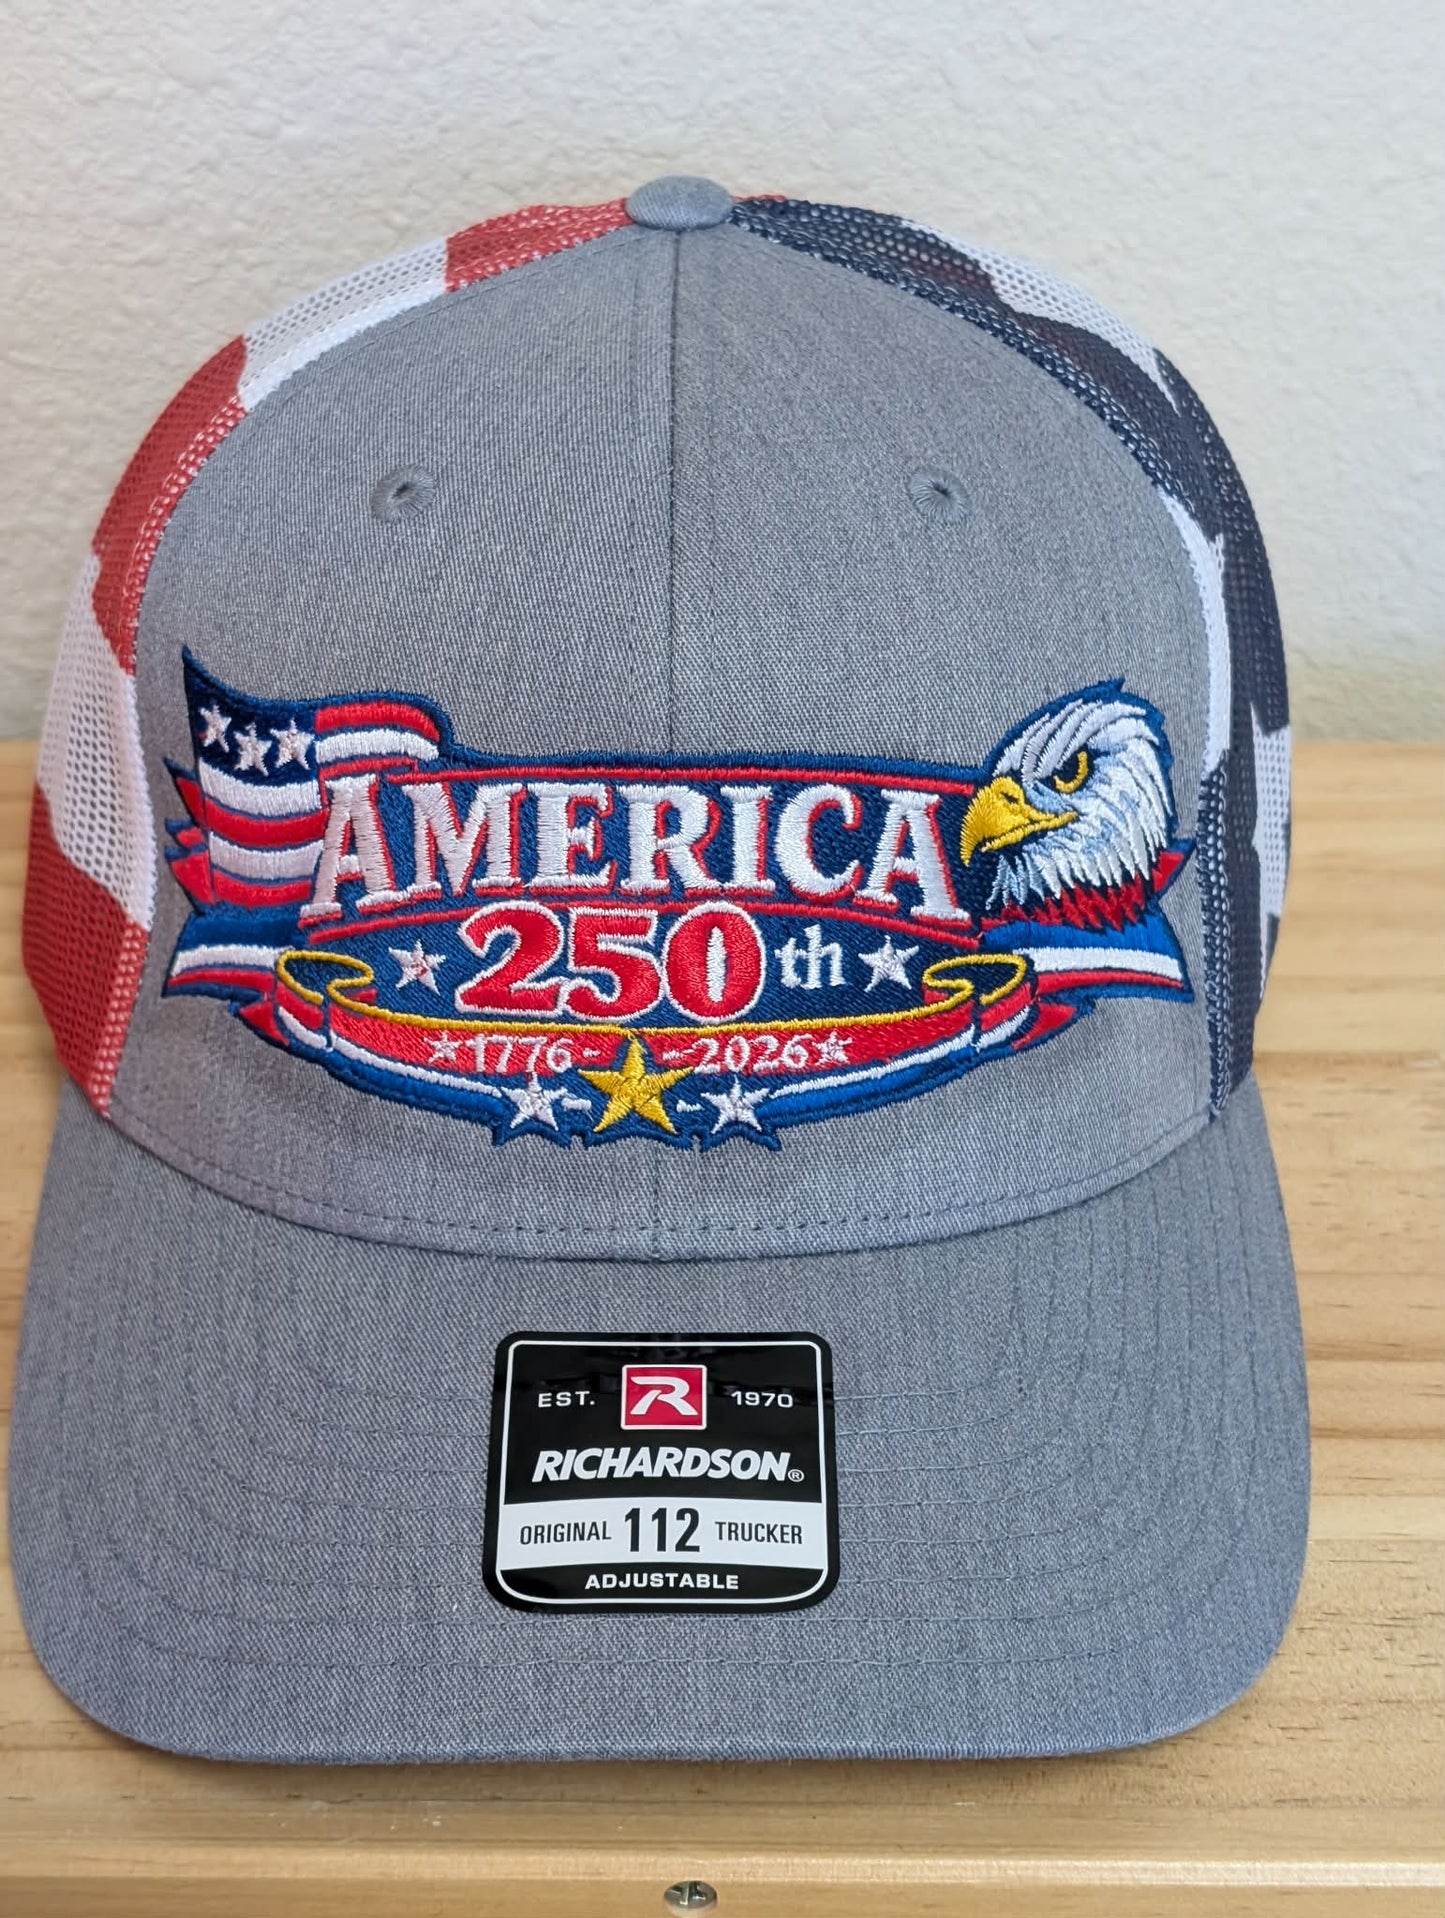 AMERICA
250th
1776- -2026
EST. R 1970
RICHARDSON®
ORIGINAL 112 TRUCKER
ADJUSTABLE